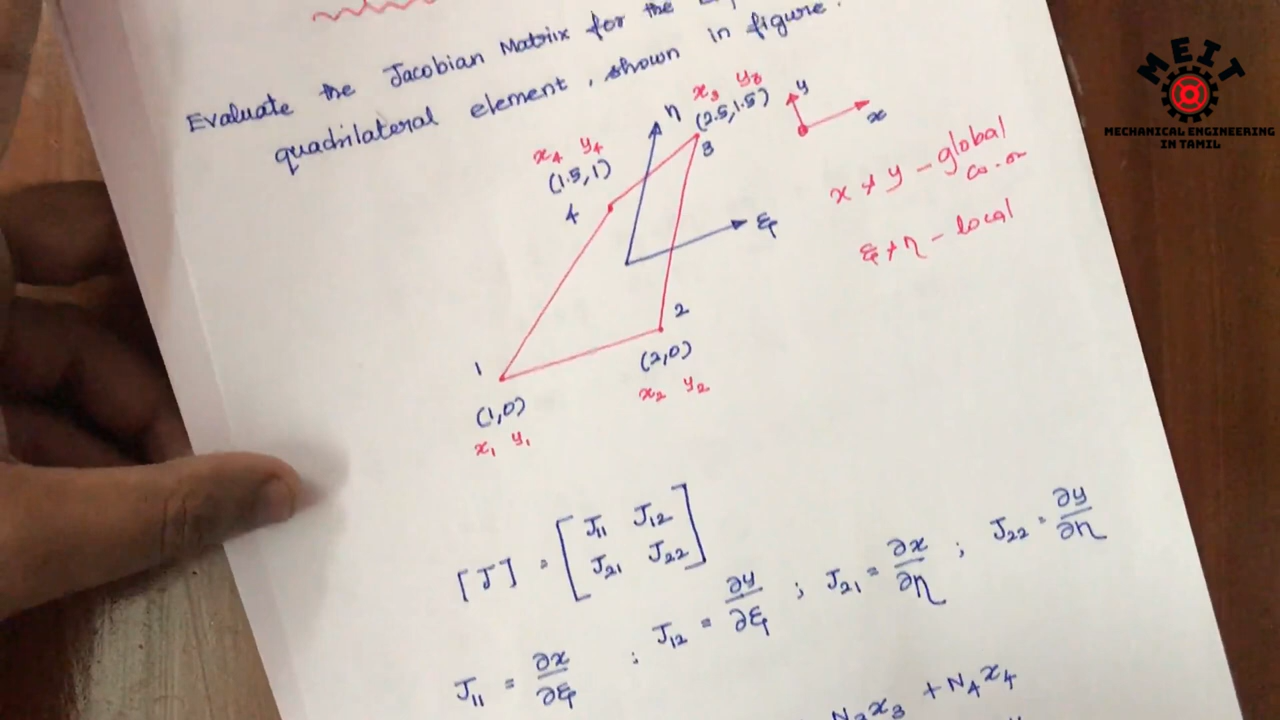 Evaluate the Jacobian Matrix for the
quadrilateral element, shown in figure.
MEIT
MECHANICAL ENGINEERING
IN TAMIL
x₃ y₃
η (2.5,1.5) y
3 x
x₄ y₄
(1.5,1)
4
x & y - global
co-or
ξ
ξ & η - local
2
1 (2,0)
x₂ y₂
(1,0)
x₁ y₁
[J] = [J₁₁ J₁₂
J₂₁ J₂₂]
J₁₁ = ∂x/∂ξ ; J₁₂ = ∂y/∂ξ ; J₂₁ = ∂x/∂η ; J₂₂ = ∂y/∂η
N₃x₃ + N₄x₄